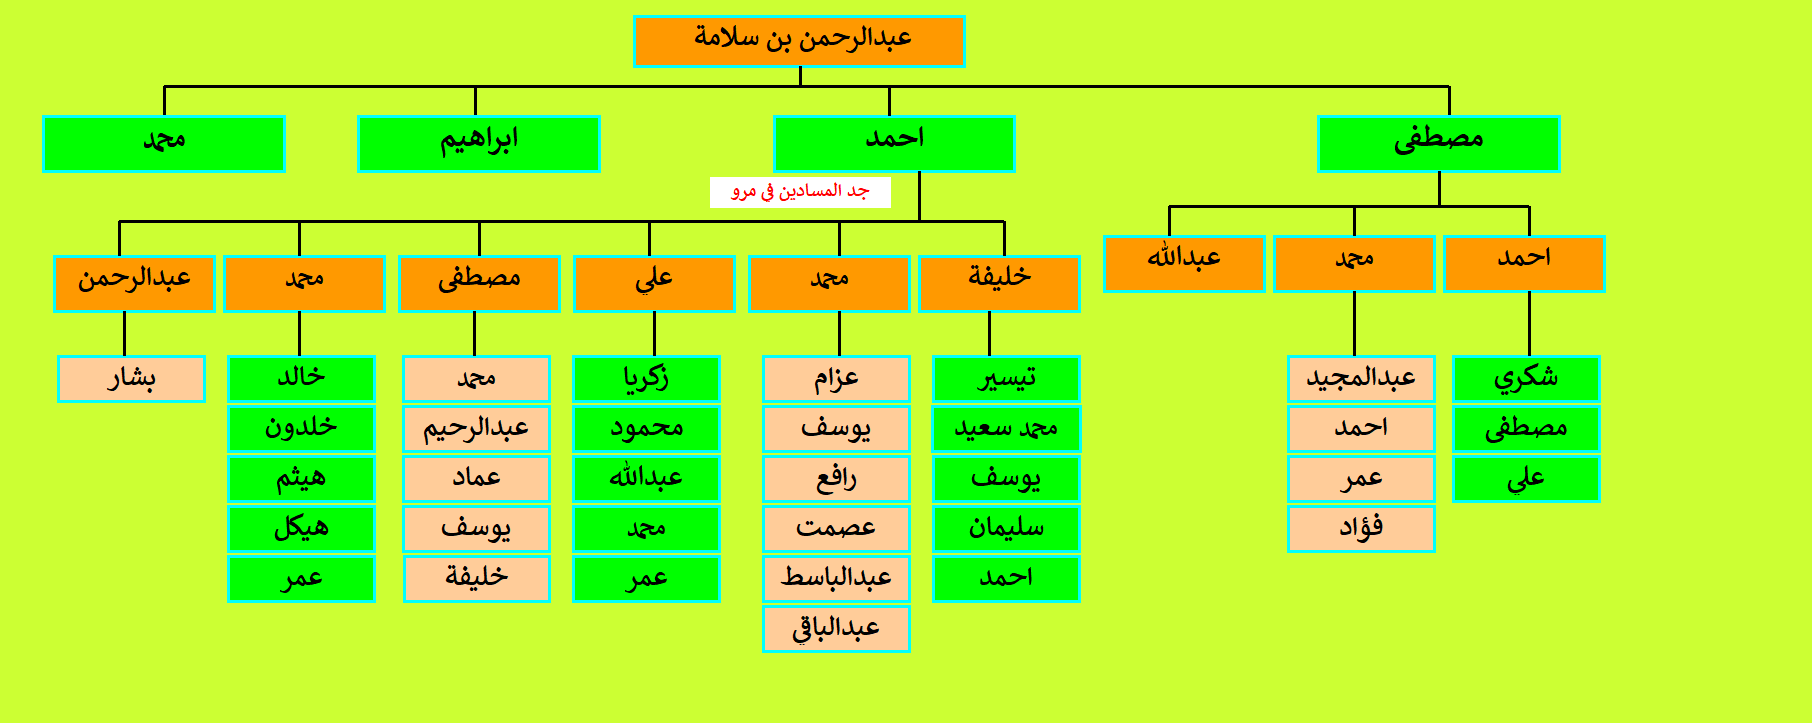 عبدالرحمن بن سلامة
مصطفى
احمد
ابراهيم
محمد
جد المسادين في مرو
احمد
محمد
عبدالله
خليفة
محمد
علي
مصطفى
محمد
عبدالرحمن
شكري
مصطفى
علي
عبدالمجيد
احمد
عمر
فؤاد
تيسير
محمد سعيد
يوسف
سليمان
احمد
عزام
يوسف
رافع
عصمت
عبدالباسط
عبدالباقي
زكريا
محمود
عبدالله
محمد
عمر
محمد
عبدالرحيم
عماد
يوسف
خليفة
خالد
خلدون
هيثم
هيكل
عمر
بشار